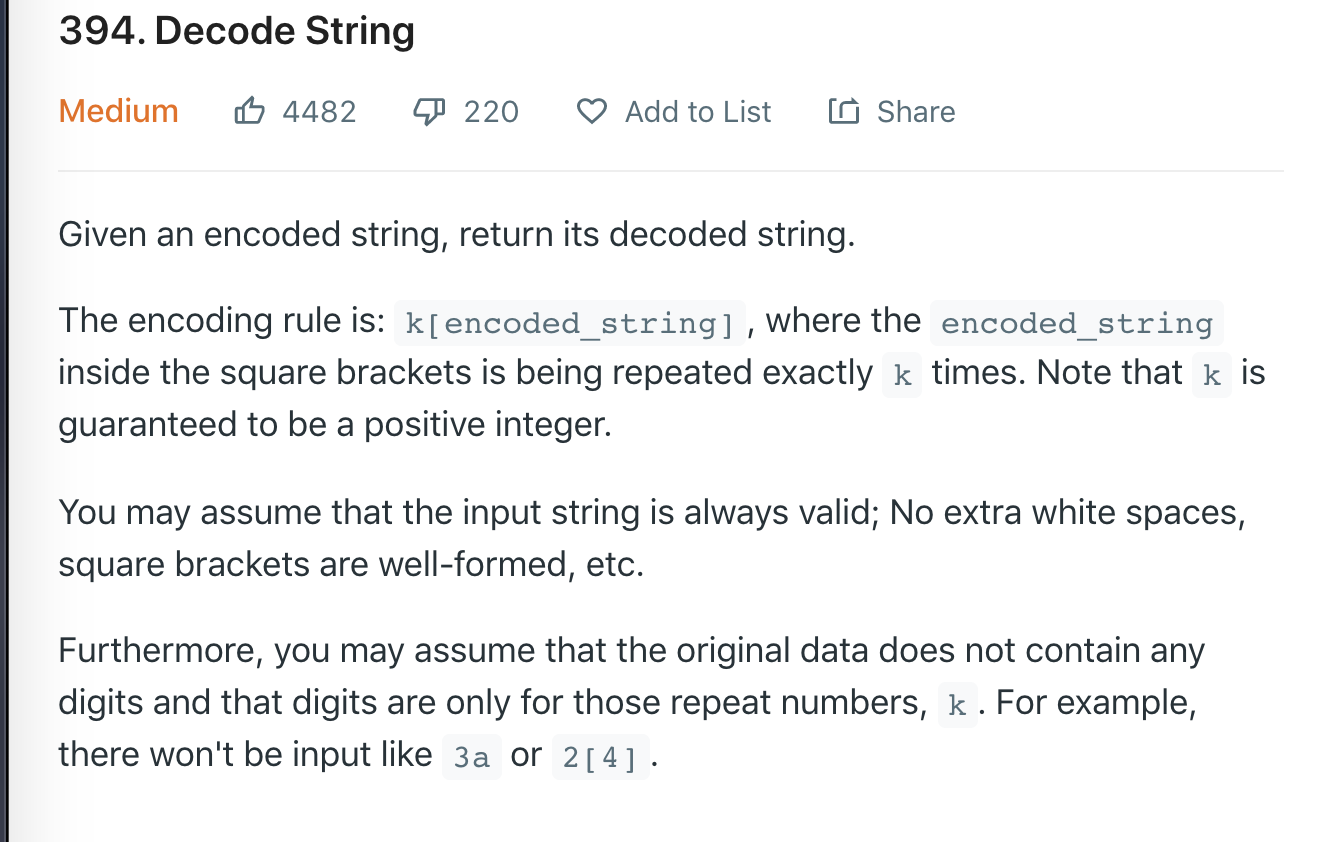 394. Decode String
Medium 4482 220 Add to List Share
Given an encoded string, return its decoded string.
The encoding rule is: k[encoded_string], where the encoded_string
inside the square brackets is being repeated exactly k times. Note that k is
guaranteed to be a positive integer.
You may assume that the input string is always valid; No extra white spaces,
square brackets are well-formed, etc.
Furthermore, you may assume that the original data does not contain any
digits and that digits are only for those repeat numbers, k. For example,
there won't be input like 3a or 2[4].